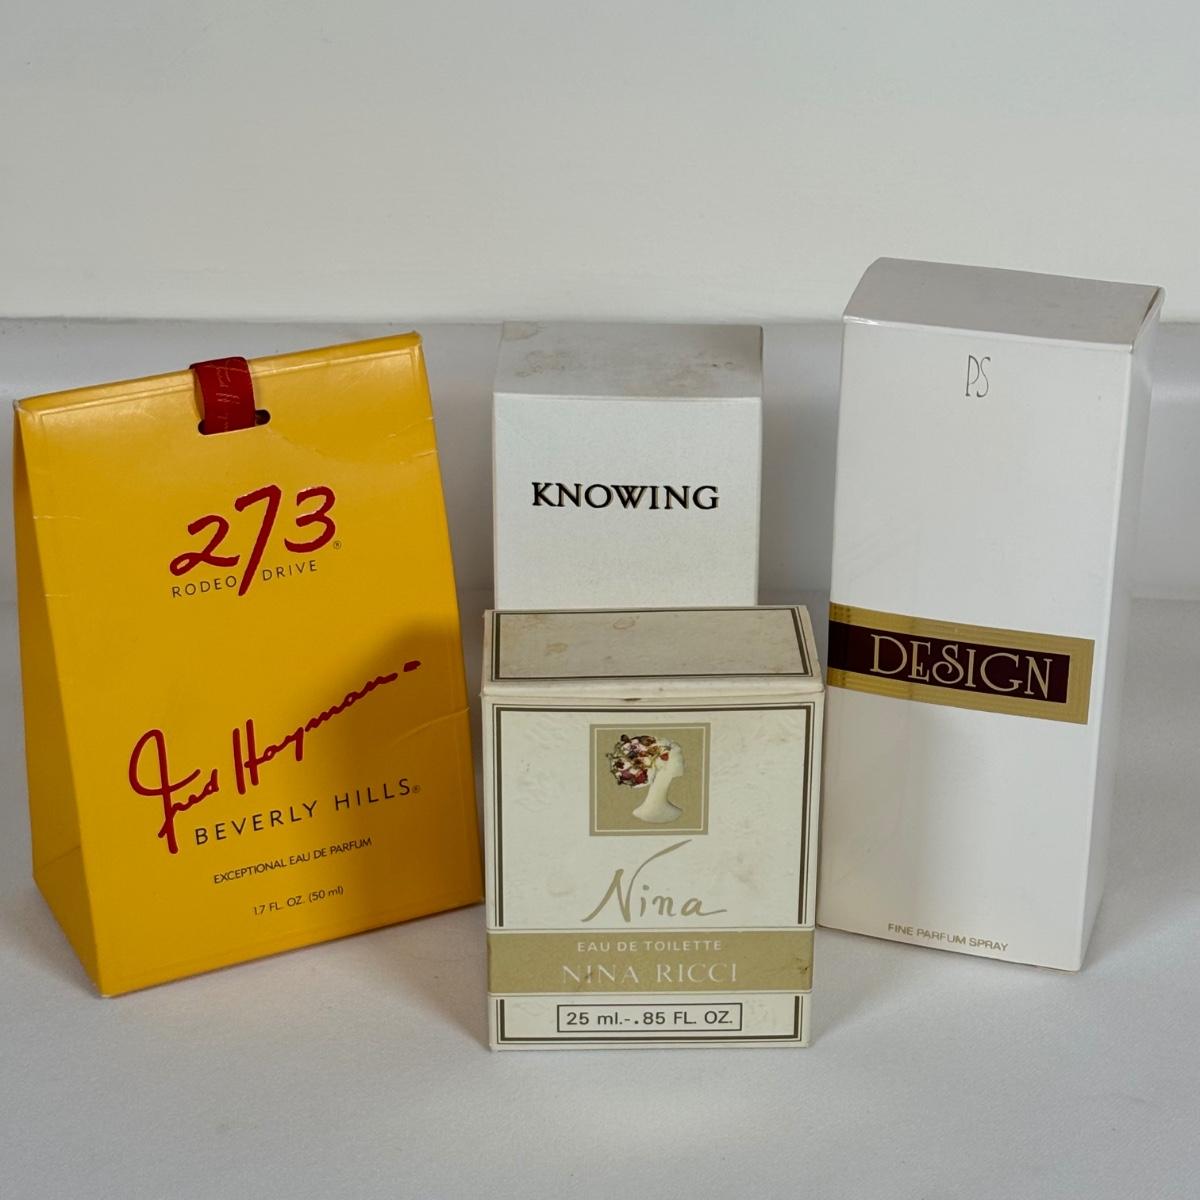 273®
RODEO DRIVE
Fred Hayman
BEVERLY HILLS®
EXCEPTIONAL EAU DE PARFUM
1.7 FL. OZ. (50 ml)
KNOWING
Nina
EAU DE TOILETTE
NINA RICCI
25 ml.-.85 FL. OZ.
PS
DESIGN
FINE PARFUM SPRAY